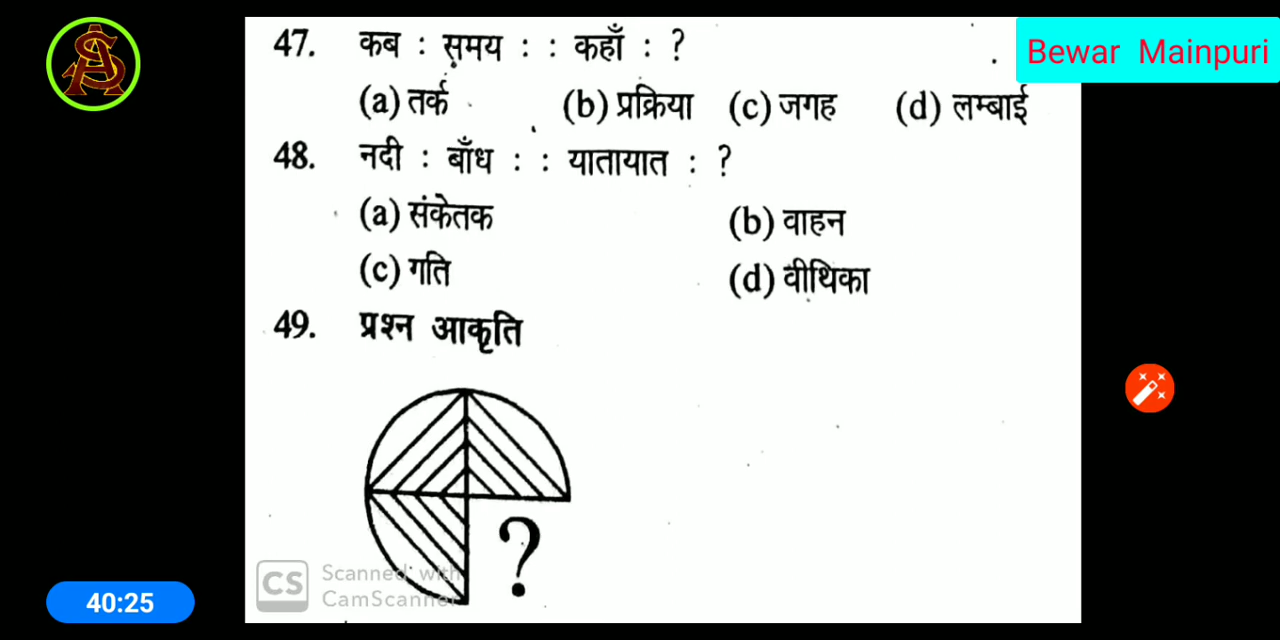 Bewar Mainpuri
47. कब : समय : : कहाँ : ?
(a) तर्क (b) प्रक्रिया (c) जगह (d) लम्बाई
48. नदी : बाँध : : यातायात : ?
(a) संकेतक (b) वाहन
(c) गति (d) वीथिका
49. प्रश्न आकृति
?
CS Scanned with
CamScanner
40:25